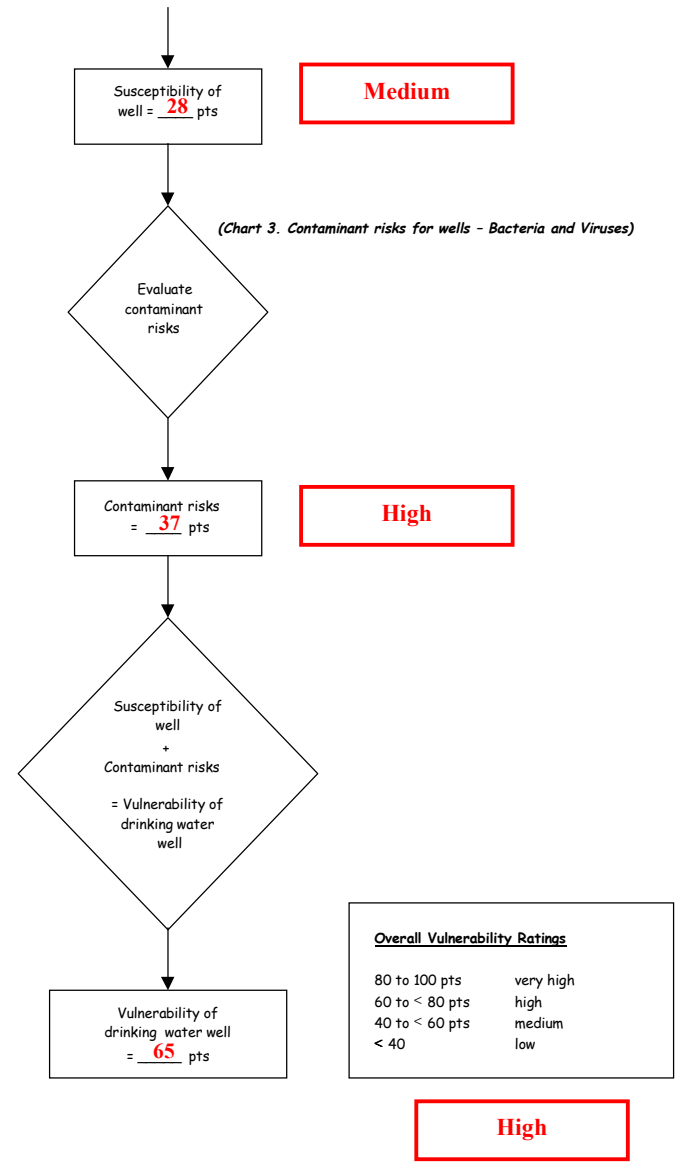 Susceptibility of
well = 28 pts
Medium
(Chart 3. Contaminant risks for wells – Bacteria and Viruses)
Evaluate
contaminant
risks
Contaminant risks
= 37 pts
High
Susceptibility of
well
+
Contaminant risks
= Vulnerability of
drinking water
well
Overall Vulnerability Ratings
80 to 100 pts very high
60 to < 80 pts high
40 to < 60 pts medium
< 40 low
Vulnerability of
drinking water well
= 65 pts
High